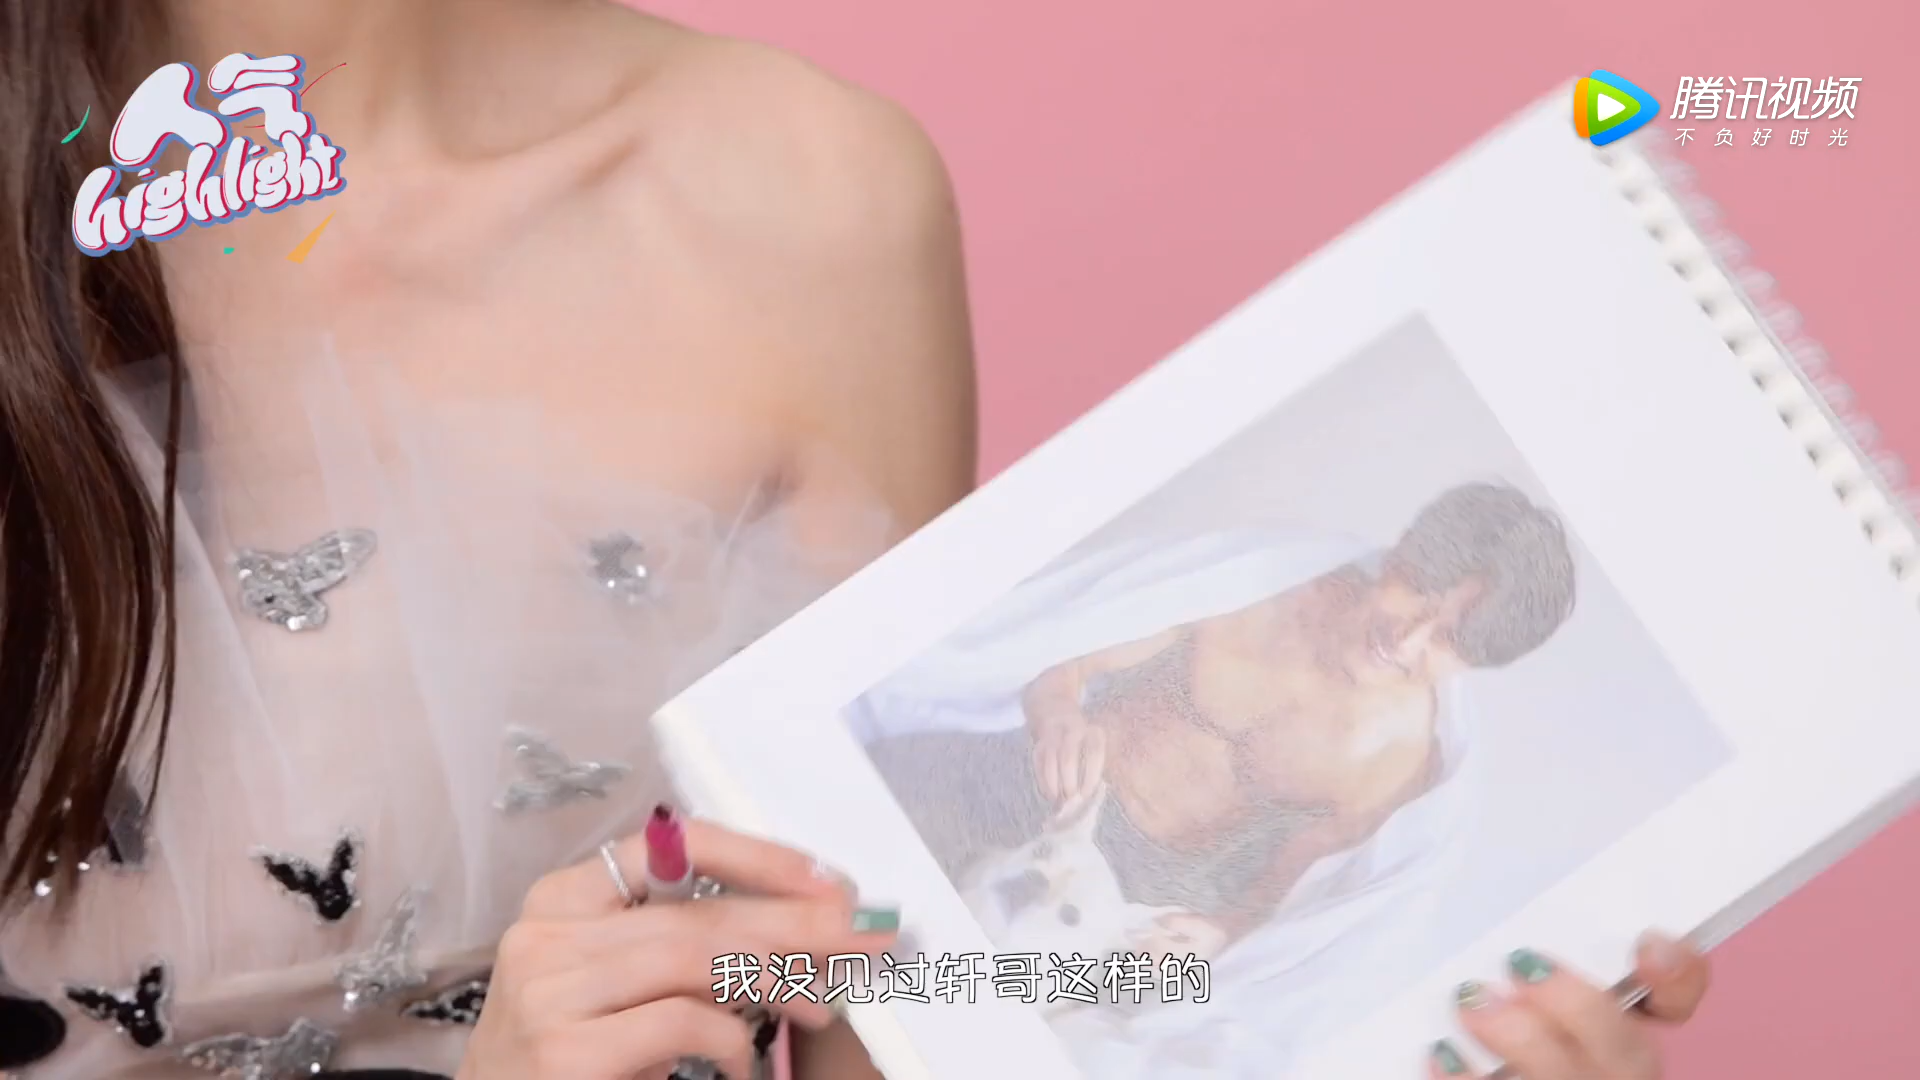 人气
highlight
腾讯视频
不负好时光
我没见过轩哥这样的